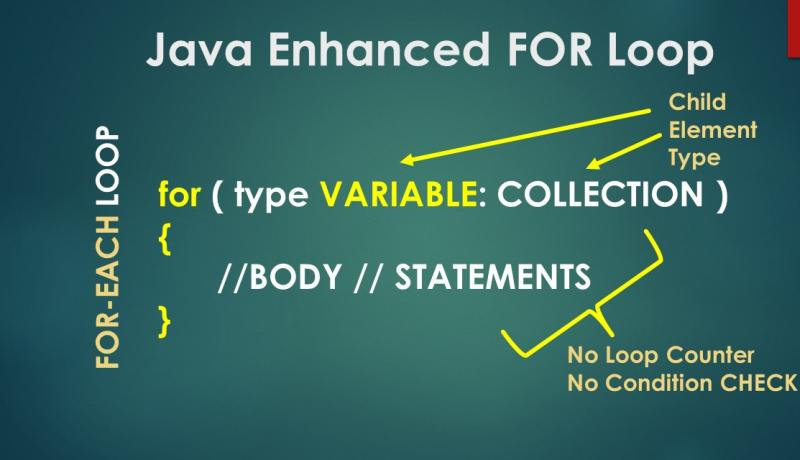 Java Enhanced FOR Loop
Child
Element
Type
FOR-EACH LOOP
for ( type VARIABLE: COLLECTION )
{
//BODY // STATEMENTS
}
No Loop Counter
No Condition CHECK